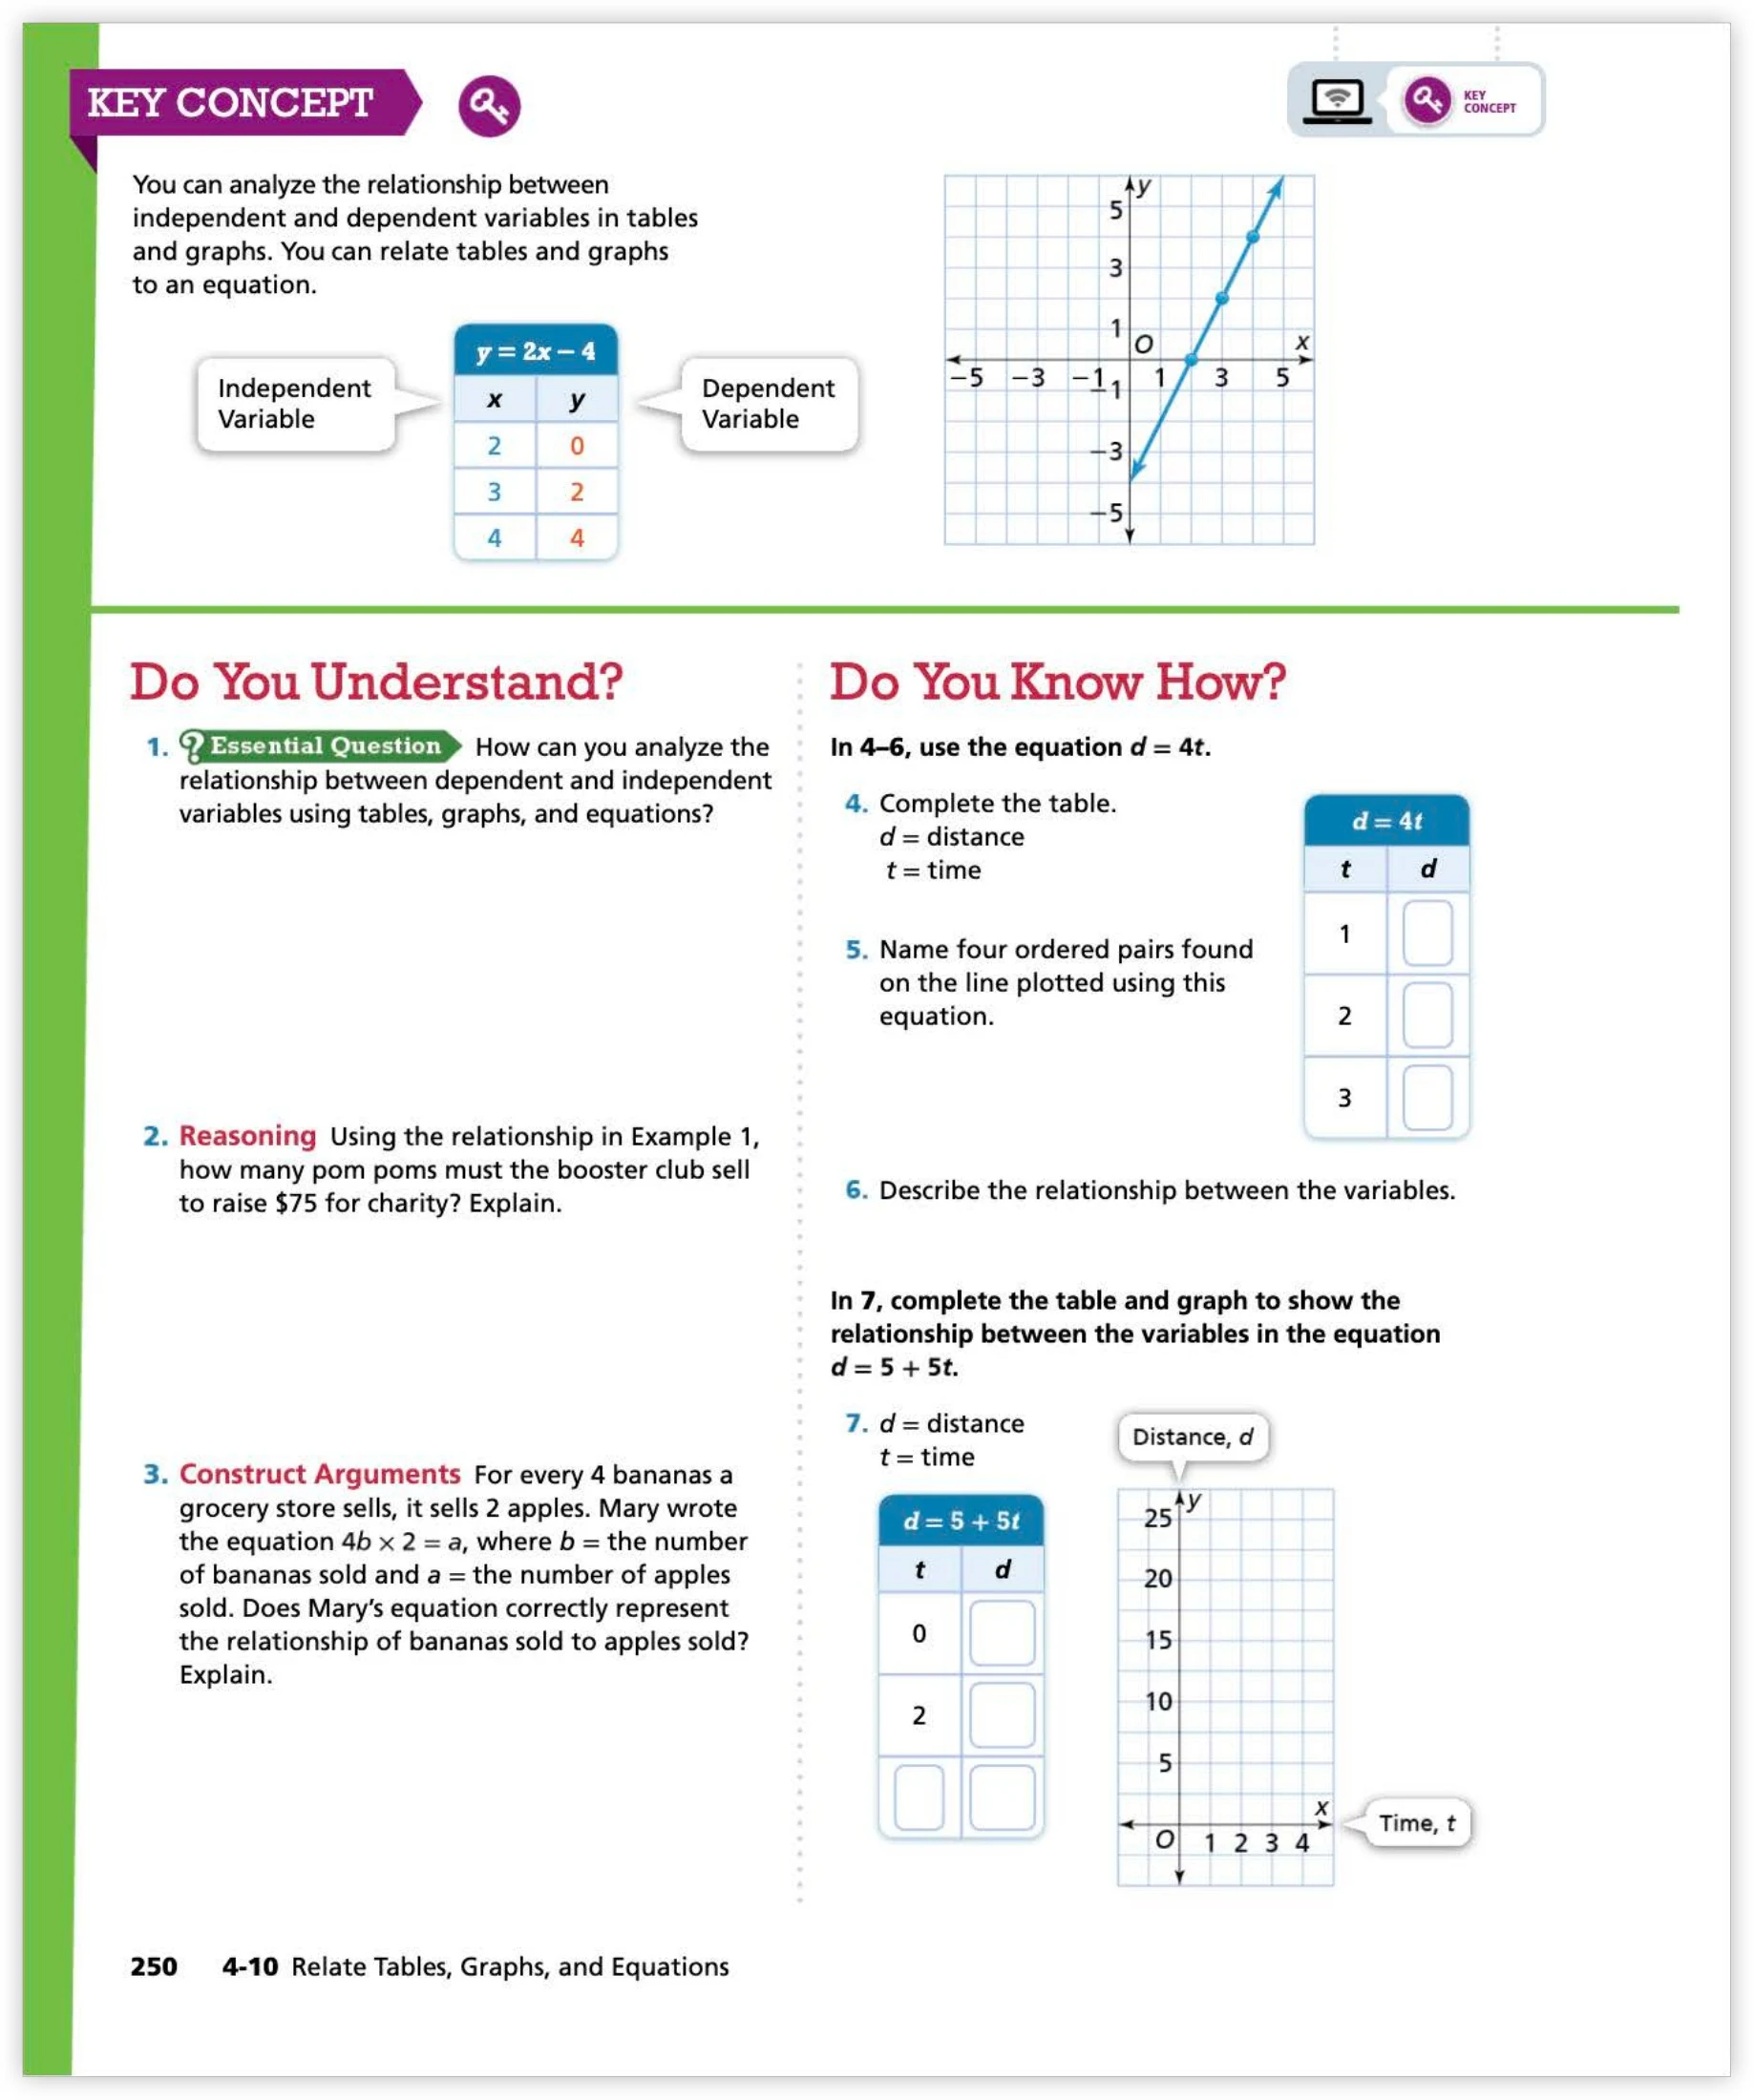 KEY CONCEPT
KEY
CONCEPT
You can analyze the relationship between
independent and dependent variables in tables
and graphs. You can relate tables and graphs
to an equation.
Independent
Variable
y = 2x – 4
x y
2 0
3 2
4 4
Dependent
Variable
y
5
3
1
O
x
–5 –3 –1 1 3 5
–1
–3
–5
Do You Understand?
1. ? Essential Question How can you analyze the
relationship between dependent and independent
variables using tables, graphs, and equations?
2. Reasoning Using the relationship in Example 1,
how many pom poms must the booster club sell
to raise $75 for charity? Explain.
3. Construct Arguments For every 4 bananas a
grocery store sells, it sells 2 apples. Mary wrote
the equation 4b × 2 = a, where b = the number
of bananas sold and a = the number of apples
sold. Does Mary's equation correctly represent
the relationship of bananas sold to apples sold?
Explain.
Do You Know How?
In 4–6, use the equation d = 4t.
4. Complete the table.
d = distance
t = time
5. Name four ordered pairs found
on the line plotted using this
equation.
d = 4t
t d
1
2
3
6. Describe the relationship between the variables.
In 7, complete the table and graph to show the
relationship between the variables in the equation
d = 5 + 5t.
7. d = distance
t = time
d = 5 + 5t
t d
0
2
Distance, d
y
25
20
15
10
5
x
O 1 2 3 4
Time, t
250 4-10 Relate Tables, Graphs, and Equations